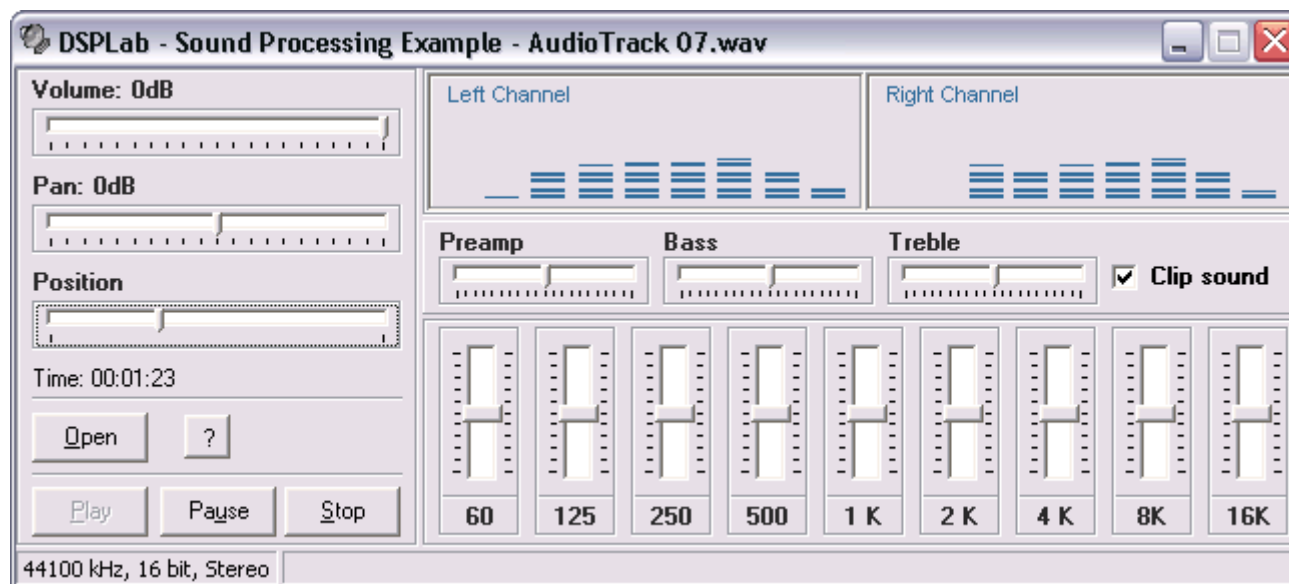 DSPLab - Sound Processing Example - AudioTrack 07.wav
Volume: 0dB
Pan: 0dB
Position
Time: 00:01:23
Open ?
Play Pause Stop
Left Channel Right Channel
Preamp Bass Treble Clip sound
60 125 250 500 1 K 2 K 4 K 8K 16K
44100 kHz, 16 bit, Stereo